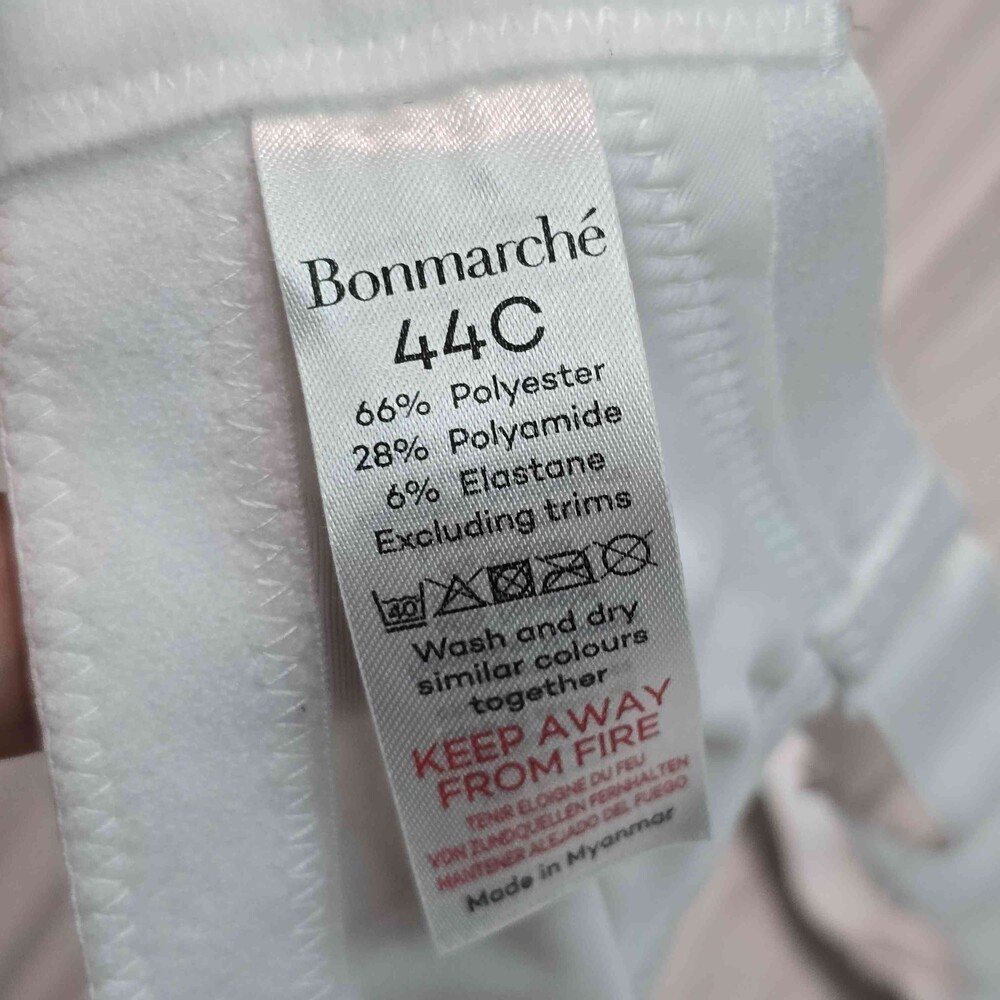 Bonmarché
44C
66% Polyester
28% Polyamide
6% Elastane
Excluding trims
40
Wash and dry
similar colours
together
KEEP AWAY
FROM FIRE
TENIR ELOIGNE DU FEU
VON ZUNDQUELLEN FERNHALTEN
MANTENER ALEJADO DEL FUEGO
Made in Myanmar